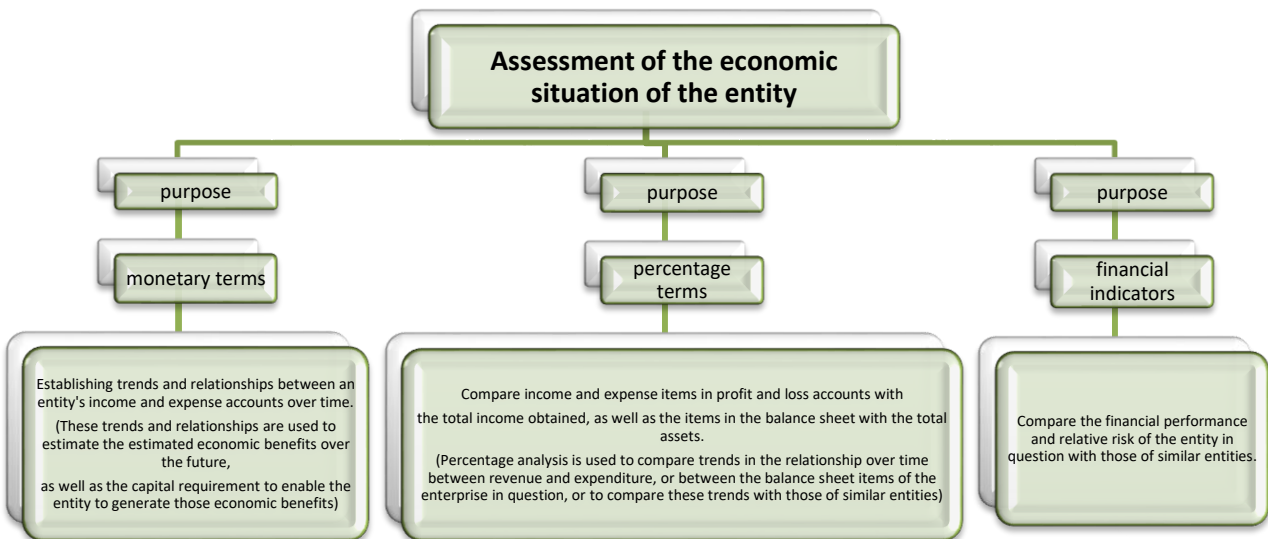 Assessment of the economic
situation of the entity
purpose
monetary terms
Establishing trends and relationships between an
entity's income and expense accounts over time.
(These trends and relationships are used to
estimate the estimated economic benefits over
the future,
as well as the capital requirement to enable the
entity to generate those economic benefits)
purpose
percentage
terms
Compare income and expense items in profit and loss accounts with
the total income obtained, as well as the items in the balance sheet with the total
assets.
(Percentage analysis is used to compare trends in the relationship over time
between revenue and expenditure, or between the balance sheet items of the
enterprise in question, or to compare these trends with those of similar entities)
purpose
financial
indicators
Compare the financial performance
and relative risk of the entity in
question with those of similar entities.